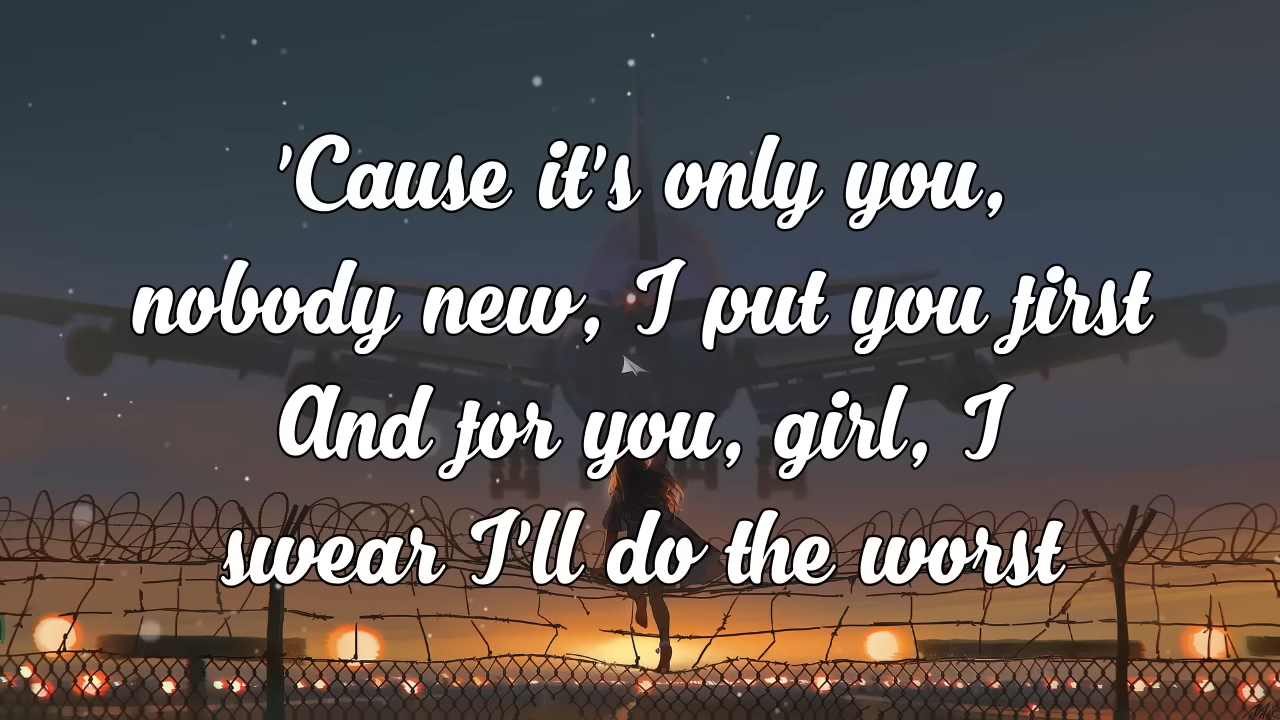 'Cause it's only you,
nobody new, I put you first
And for you, girl, I
swear I'll do the worst